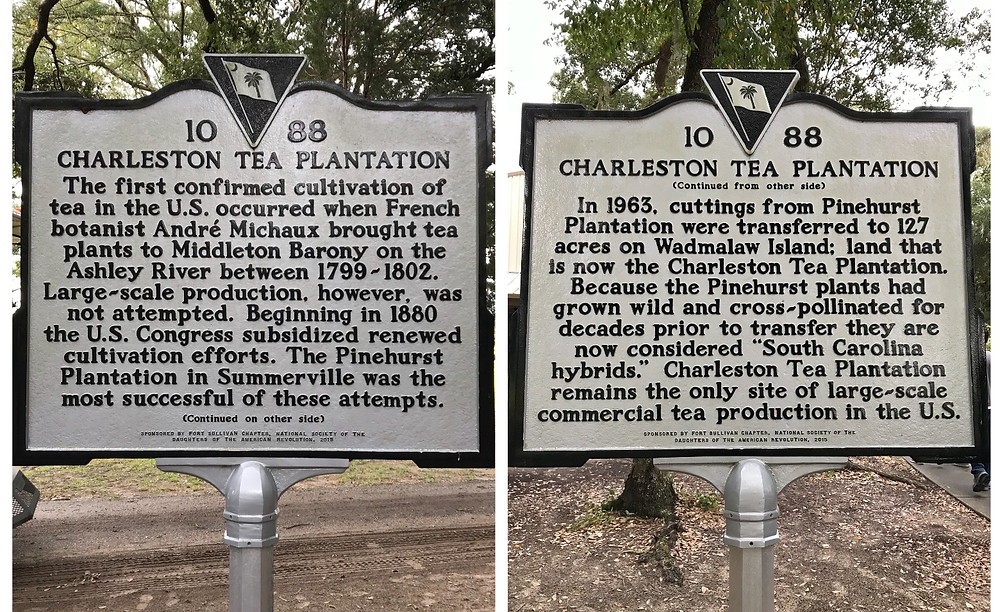 10 88
CHARLESTON TEA PLANTATION
The first confirmed cultivation of
tea in the U.S. occurred when French
botanist André Michaux brought tea
plants to Middleton Barony on the
Ashley River between 1799-1802.
Large-scale production, however, was
not attempted. Beginning in 1880
the U.S. Congress subsidized renewed
cultivation efforts. The Pinehurst
Plantation in Summerville was the
most successful of these attempts.
(Continued on other side)
SPONSORED BY FORT SULLIVAN CHAPTER, NATIONAL SOCIETY OF THE
DAUGHTERS OF THE AMERICAN REVOLUTION, 2015
10 88
CHARLESTON TEA PLANTATION
(Continued from other side)
In 1963, cuttings from Pinehurst
Plantation were transferred to 127
acres on Wadmalaw Island; land that
is now the Charleston Tea Plantation.
Because the Pinehurst plants had
grown wild and cross-pollinated for
decades prior to transfer they are
now considered "South Carolina
hybrids." Charleston Tea Plantation
remains the only site of large-scale
commercial tea production in the U.S.
SPONSORED BY FORT SULLIVAN CHAPTER, NATIONAL SOCIETY OF THE
DAUGHTERS OF THE AMERICAN REVOLUTION, 2015